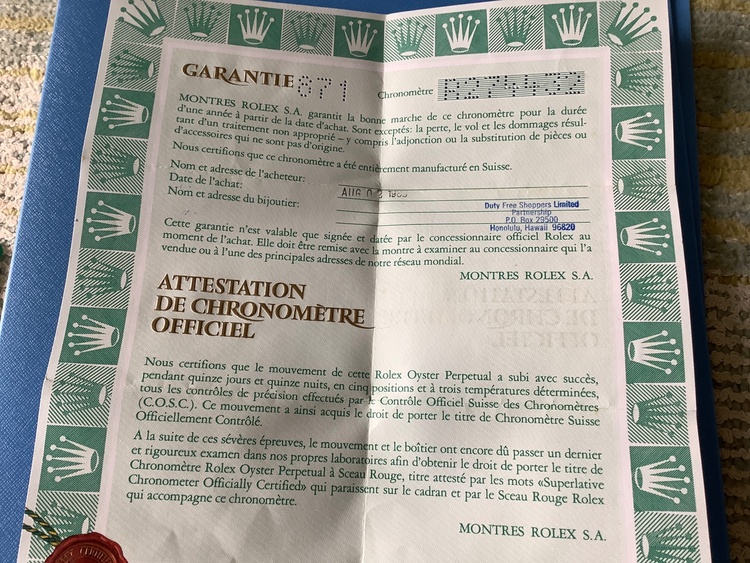 GARANTIE 871 Chronomètre
MONTRES ROLEX S.A. garantit la bonne marche de ce chronomètre pour la durée
d'une année à partir de la date d'achat. Sont exceptés: la perte, le vol et les dommages résul-
tant d'un traitement non approprié – y compris l'adjonction ou la substitution de pièces ou
d'accessoires qui ne sont pas d'origine.
Nous certifions que ce chronomètre a été entièrement manufacturé en Suisse.
Nom et adresse de l'acheteur:
Date de l'achat: AUG
Nom et adresse du bijoutier:
Duty Free Shoppers Limited
Partnership
P.O. Box 29500
Honolulu, Hawaii 96820
Cette garantie n'est valable que signée et datée par le concessionnaire officiel Rolex au
moment de l'achat. Elle doit être remise avec la montre à examiner au concessionnaire qui l'a
vendue ou à l'une des principales adresses de notre réseau mondial.
MONTRES ROLEX S.A.
ATTESTATION
DE CHRONOMÈTRE
OFFICIEL
Nous certifions que le mouvement de cette Rolex Oyster Perpetual a subi avec succès,
pendant quinze jours et quinze nuits, en cinq positions et à trois températures déterminées,
tous les contrôles de précision effectués par le Contrôle Officiel Suisse des Chronomètres
(C.O.S.C.). Ce mouvement a ainsi acquis le droit de porter le titre de Chronomètre Suisse
Officiellement Contrôlé.
A la suite de ces sévères épreuves, le mouvement et le boîtier ont encore dû passer un dernier
et rigoureux examen dans nos propres laboratoires afin d'obtenir le droit de porter le titre de
Chronomètre Rolex Oyster Perpetual à Sceau Rouge, titre attesté par les mots «Superlative
Chronometer Officially Certified» qui paraissent sur le cadran et par le Sceau Rouge Rolex
qui accompagne ce chronomètre.
MONTRES ROLEX S.A.